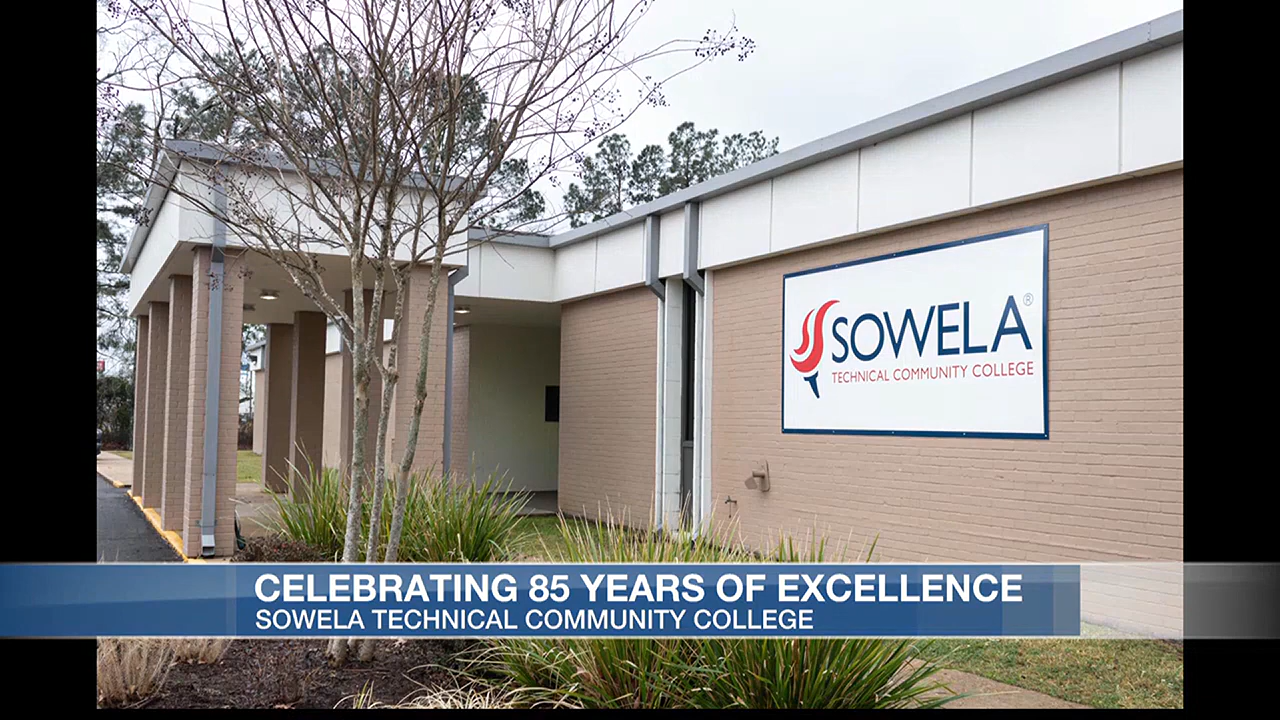 SOWELA®
TECHNICAL COMMUNITY COLLEGE
CELEBRATING 85 YEARS OF EXCELLENCE
SOWELA TECHNICAL COMMUNITY COLLEGE